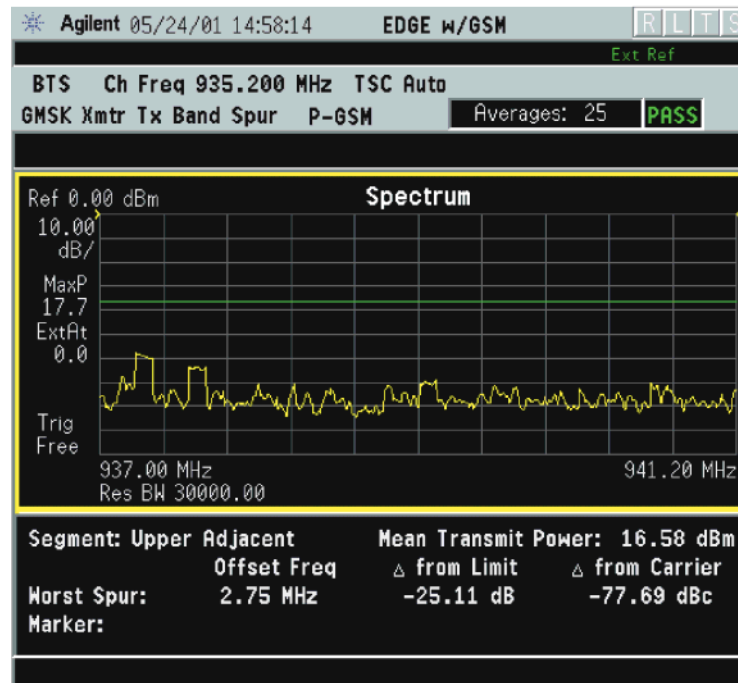 Agilent 05/24/01 14:58:14 EDGE w/GSM R L T S
Ext Ref
BTS Ch Freq 935.200 MHz TSC Auto
GMSK Xmtr Tx Band Spur P-GSM Averages: 25 PASS
Ref 0.00 dBm Spectrum
10.00
dB/
MaxP
17.7
ExtAt
0.0
Trig
Free
937.00 MHz 941.20 MHz
Res BW 30000.00
Segment: Upper Adjacent Mean Transmit Power: 16.58 dBm
Offset Freq △ from Limit △ from Carrier
Worst Spur: 2.75 MHz -25.11 dB -77.69 dBc
Marker: